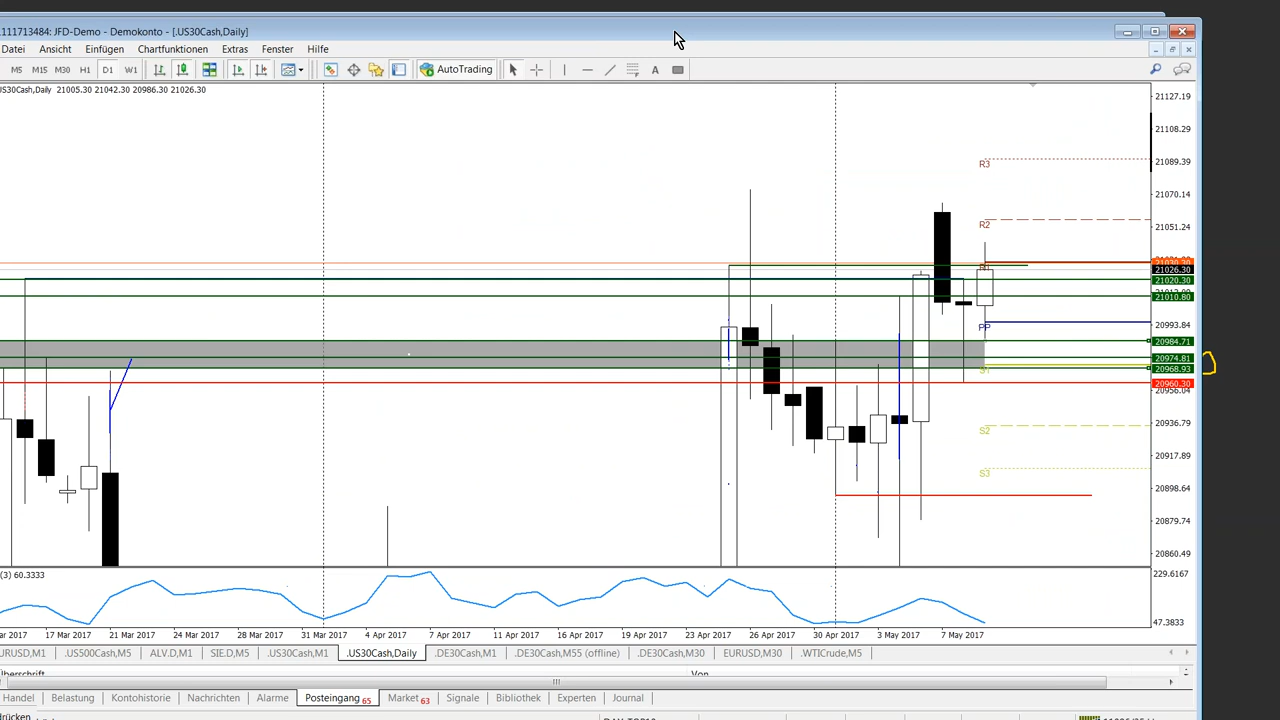 111713484: JFD-Demo - Demokonto - [.US30Cash,Daily]
Datei Ansicht Einfügen Chartfunktionen Extras Fenster Hilfe
M5 M15 M30 H1 D1 W1 AutoTrading A
US30Cash,Daily 21005.30 21042.30 20986.30 21026.30
21127.19
21108.29
R3
21089.39
21070.14
R2
21051.24
21030.30
21026.30
21020.30
21010.80
PP
20993.84
20984.71
20974.81
S1
20968.93
20960.30
20956.04
20936.79
S2
20917.89
S3
20898.64
20879.74
20860.49
(3) 60.3333
229.6167
47.3833
17 Mar 2017 21 Mar 2017 24 Mar 2017 28 Mar 2017 31 Mar 2017 4 Apr 2017 7 Apr 2017 11 Apr 2017 16 Apr 2017 19 Apr 2017 23 Apr 2017 26 Apr 2017 30 Apr 2017 3 May 2017 7 May 2017
URUSD,M1 .US500Cash,M5 ALV.D,M1 SIE.D,M5 .US30Cash,M1 .US30Cash,Daily .DE30Cash,M1 .DE30Cash,M55 (offline) .DE30Cash,M30 EURUSD,M30 .WTICrude,M5
Von
Handel Belastung Kontohistorie Nachrichten Alarme Posteingang 65 Market 63 Signale Bibliothek Experten Journal